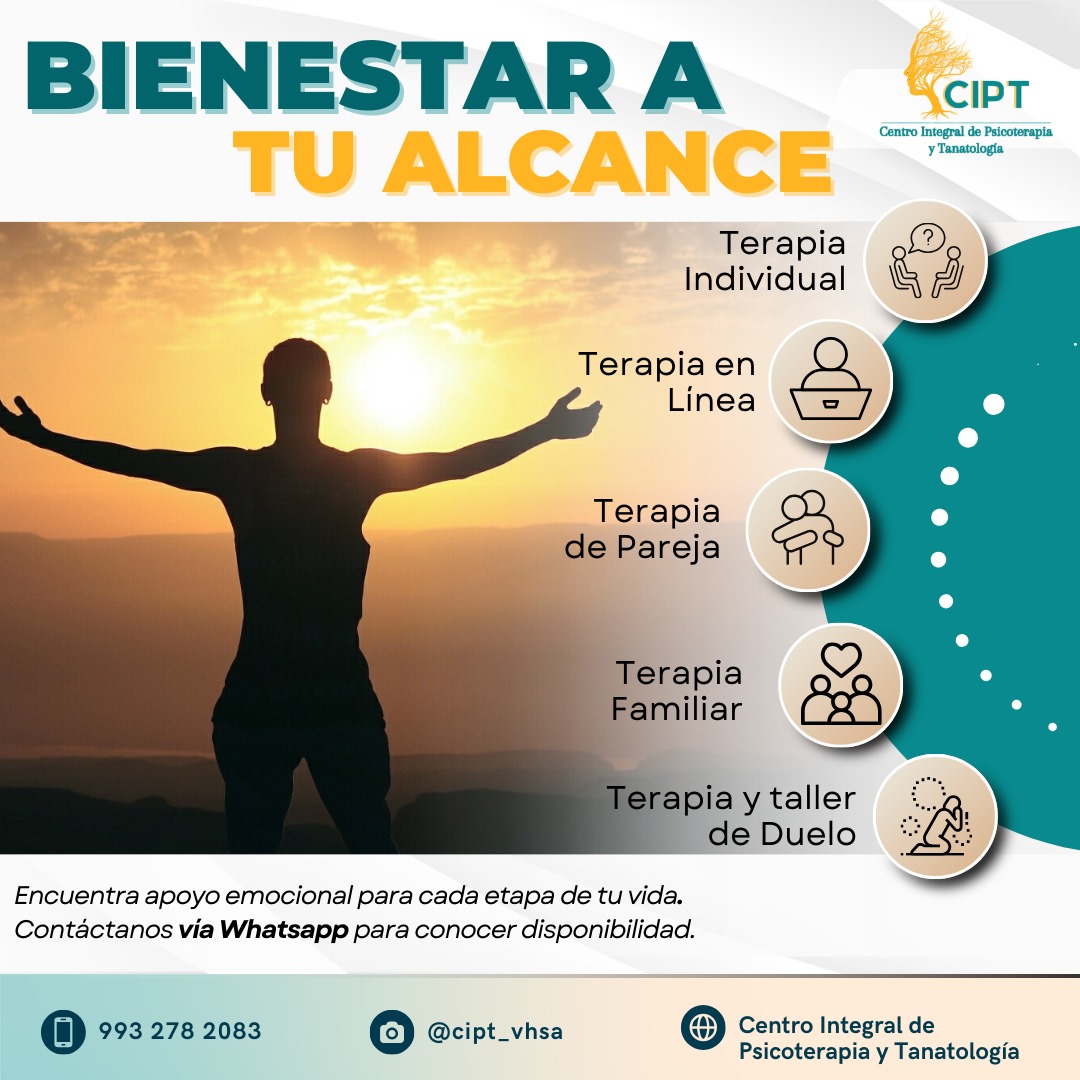 BIENESTAR A
TU ALCANCE
CIPT
Centro Integral de Psicoterapia
y Tanatología
Terapia
Individual
?
Terapia en
Línea
Terapia
de Pareja
Terapia
Familiar
Terapia y taller
de Duelo
Encuentra apoyo emocional para cada etapa de tu vida.
Contáctanos vía Whatsapp para conocer disponibilidad.
993 278 2083
@cipt_vhsa
Centro Integral de
Psicoterapia y Tanatología